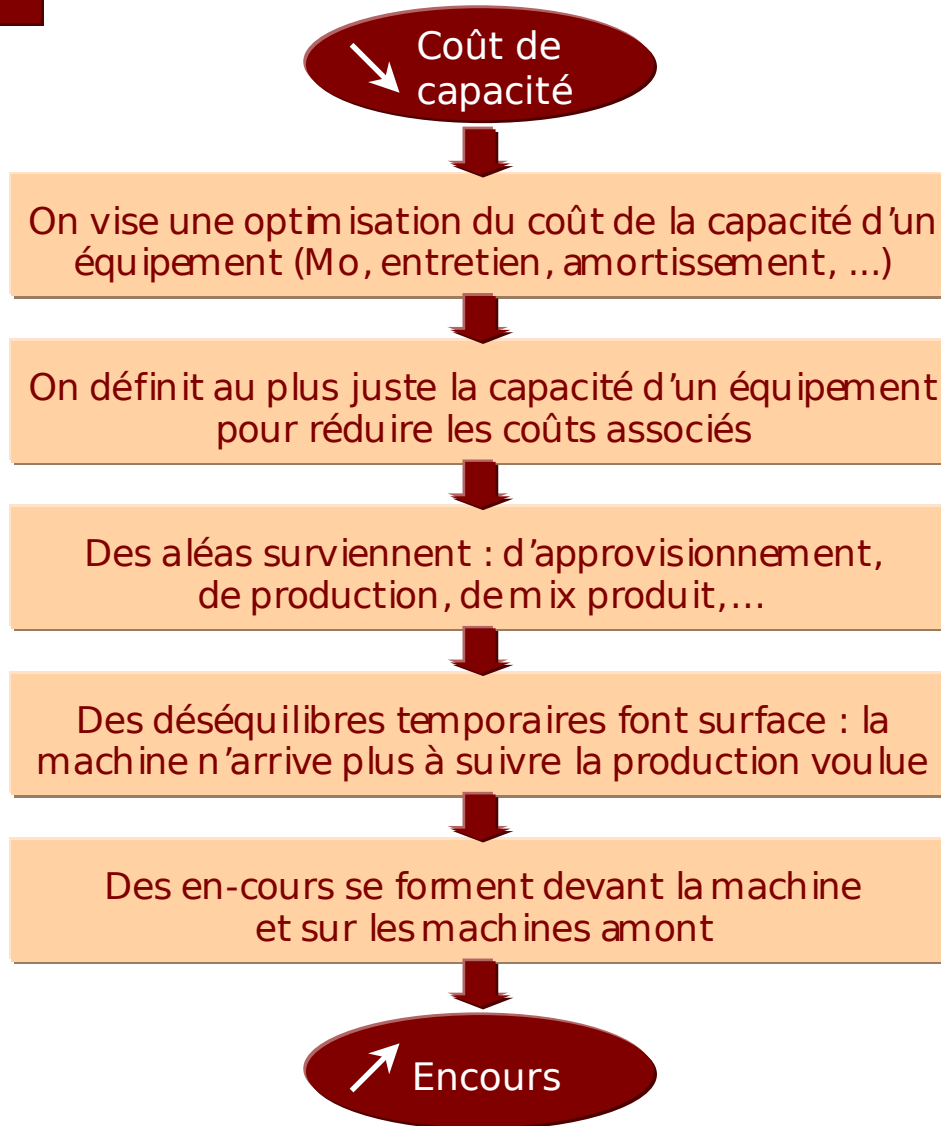 Coût de
capacité
On vise une optimisation du coût de la capacité d’un
équipement (Mo, entretien, amortissement, ...)
On définit au plus juste la capacité d’un équipement
pour réduire les coûts associés
Des aléas surviennent : d’approvisionnement,
de production, de mix produit,...
Des déséquilibres temporaires font surface : la
machine n’arrive plus à suivre la production voulue
Des en-cours se forment devant la machine
et sur les machines amont
Encours